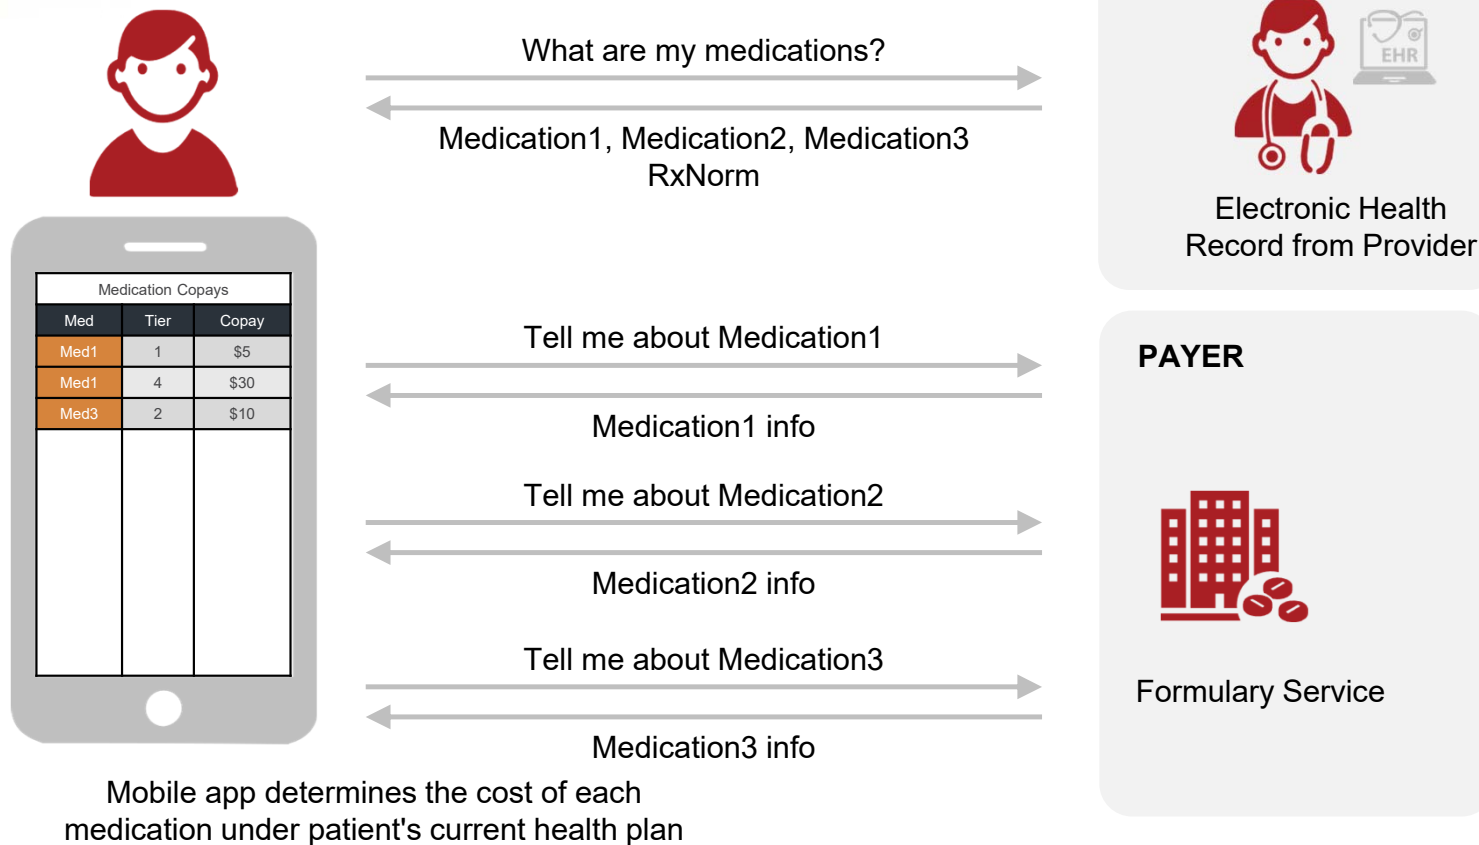 What are my medications?
Medication1, Medication2, Medication3
RxNorm
EHR
Electronic Health
Record from Provider
Medication Copays
Med Tier Copay
Med1 1 $5
Med1 4 $30
Med3 2 $10
Tell me about Medication1
Medication1 info
Tell me about Medication2
Medication2 info
Tell me about Medication3
Medication3 info
PAYER
Formulary Service
Mobile app determines the cost of each
medication under patient's current health plan